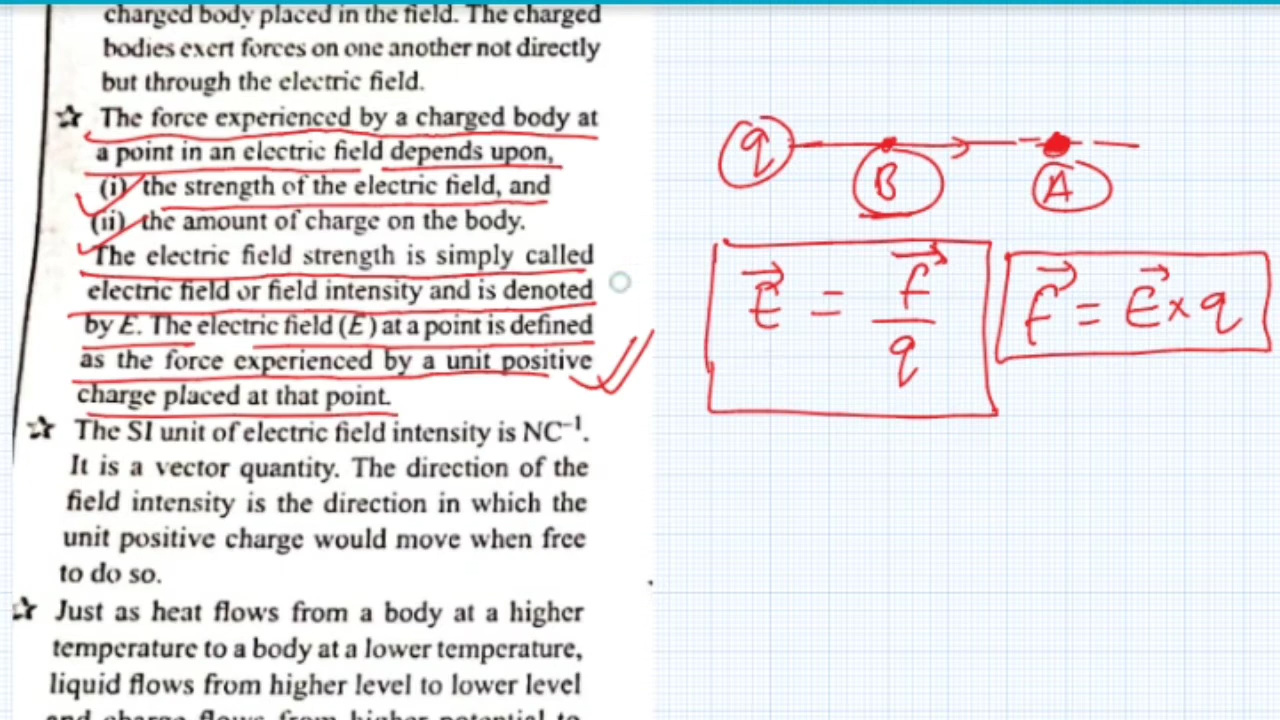 charged body placed in the field. The charged
bodies exert forces on one another not directly
but through the electric field.
☆ The force experienced by a charged body at
a point in an electric field depends upon,
(i) the strength of the electric field, and
(ii) the amount of charge on the body.
The electric field strength is simply called
electric field or field intensity and is denoted
by E. The electric field (E) at a point is defined
as the force experienced by a unit positive
charge placed at that point.
☆ The SI unit of electric field intensity is NC⁻¹.
It is a vector quantity. The direction of the
field intensity is the direction in which the
unit positive charge would move when free
to do so.
☆ Just as heat flows from a body at a higher
temperature to a body at a lower temperature,
liquid flows from higher level to lower level
and charge flows from higher potential to
q B A
E⃗ = F⃗/q
F⃗ = E⃗ × q